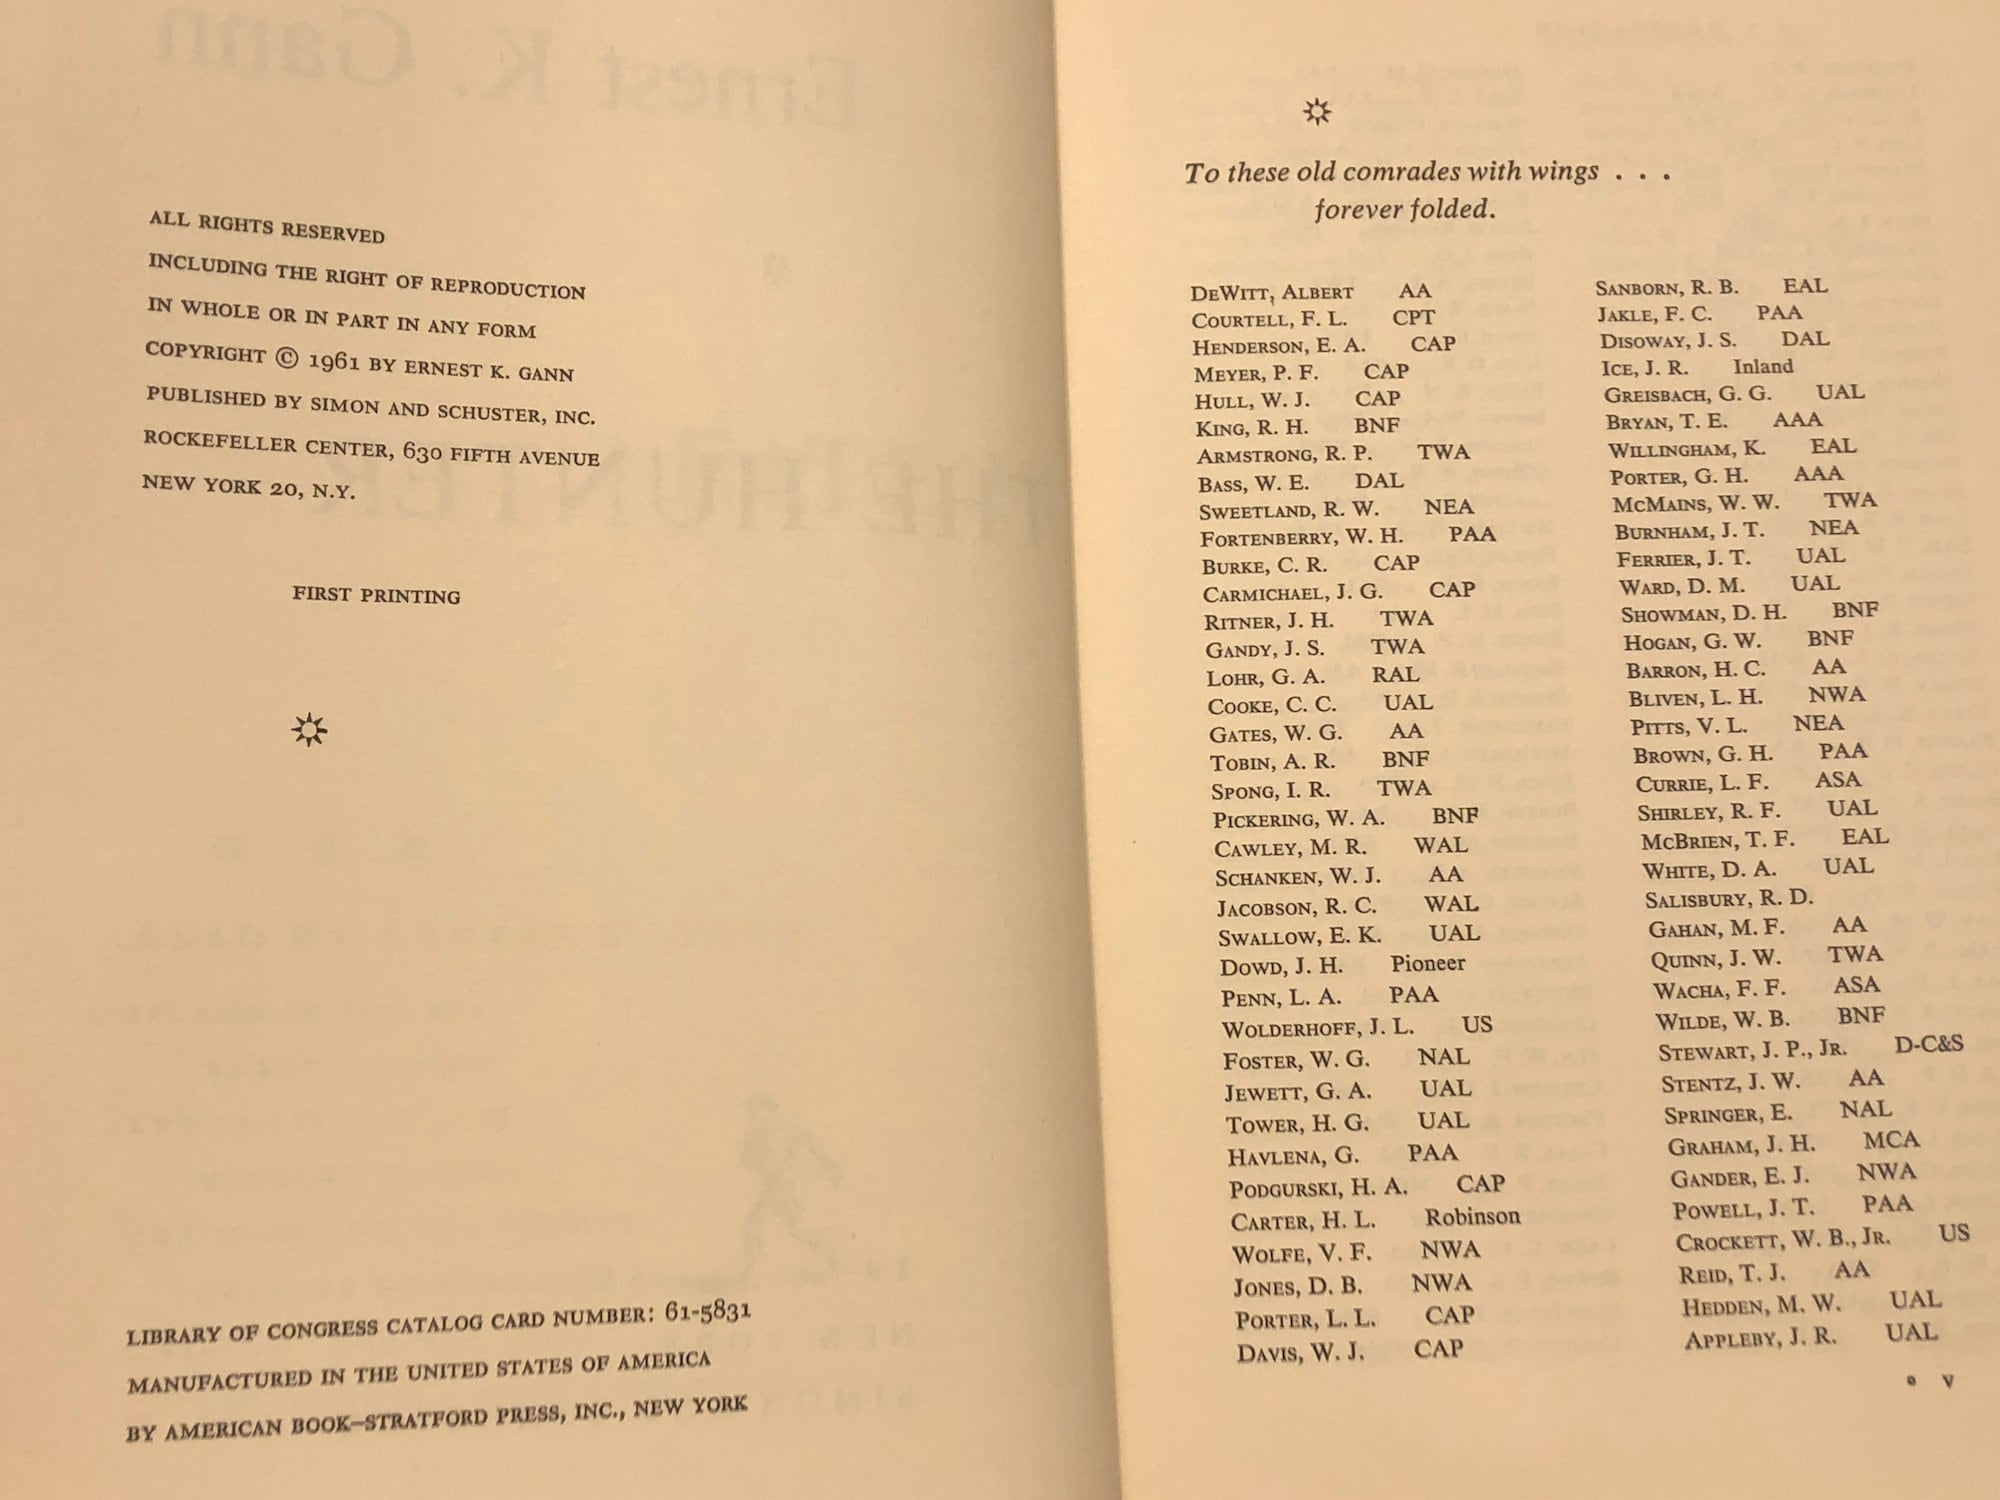 ALL RIGHTS RESERVED
INCLUDING THE RIGHT OF REPRODUCTION
IN WHOLE OR IN PART IN ANY FORM
COPYRIGHT © 1961 BY ERNEST K. GANN
PUBLISHED BY SIMON AND SCHUSTER, INC.
ROCKEFELLER CENTER, 630 FIFTH AVENUE
NEW YORK 20, N.Y.
FIRST PRINTING
LIBRARY OF CONGRESS CATALOG CARD NUMBER: 61-5831
MANUFACTURED IN THE UNITED STATES OF AMERICA
BY AMERICAN BOOK–STRATFORD PRESS, INC., NEW YORK
To these old comrades with wings . . .
forever folded.
DEWITT, ALBERT AA
COURTELL, F. L. CPT
HENDERSON, E. A. CAP
MEYER, P. F. CAP
HULL, W. J. CAP
KING, R. H. BNF
ARMSTRONG, R. P. TWA
BASS, W. E. DAL
SWEETLAND, R. W. NEA
FORTENBERRY, W. H. PAA
BURKE, C. R. CAP
CARMICHAEL, J. G. CAP
RITNER, J. H. TWA
GANDY, J. S. TWA
LOHR, G. A. RAL
COOKE, C. C. UAL
GATES, W. G. AA
TOBIN, A. R. BNF
SPONG, I. R. TWA
PICKERING, W. A. BNF
CAWLEY, M. R. WAL
SCHANKEN, W. J. AA
JACOBSON, R. C. WAL
SWALLOW, E. K. UAL
DOWD, J. H. Pioneer
PENN, L. A. PAA
WOLDERHOFF, J. L. US
FOSTER, W. G. NAL
JEWETT, G. A. UAL
TOWER, H. G. UAL
HAVLENA, G. PAA
PODGURSKI, H. A. CAP
CARTER, H. L. Robinson
WOLFE, V. F. NWA
JONES, D. B. NWA
PORTER, L. L. CAP
DAVIS, W. J. CAP
SANBORN, R. B. EAL
JAKLE, F. C. PAA
DISOWAY, J. S. DAL
ICE, J. R. Inland
GREISBACH, G. G. UAL
BRYAN, T. E. AAA
WILLINGHAM, K. EAL
PORTER, G. H. AAA
MCMAINS, W. W. TWA
BURNHAM, J. T. NEA
FERRIER, J. T. UAL
WARD, D. M. UAL
SHOWMAN, D. H. BNF
HOGAN, G. W. BNF
BARRON, H. C. AA
BLIVEN, L. H. NWA
PITTS, V. L. NEA
BROWN, G. H. PAA
CURRIE, L. F. ASA
SHIRLEY, R. F. UAL
MCBRIEN, T. F. EAL
WHITE, D. A. UAL
SALISBURY, R. D.
GAHAN, M. F. AA
QUINN, J. W. TWA
WACHA, F. F. ASA
WILDE, W. B. BNF
STEWART, J. P., JR. D-C&S
STENTZ, J. W. AA
SPRINGER, E. NAL
GRAHAM, J. H. MCA
GANDER, E. J. NWA
POWELL, J. T. PAA
CROCKETT, W. B., JR. US
REID, T. J. AA
HEDDEN, M. W. UAL
APPLEBY, J. R. UAL
• v